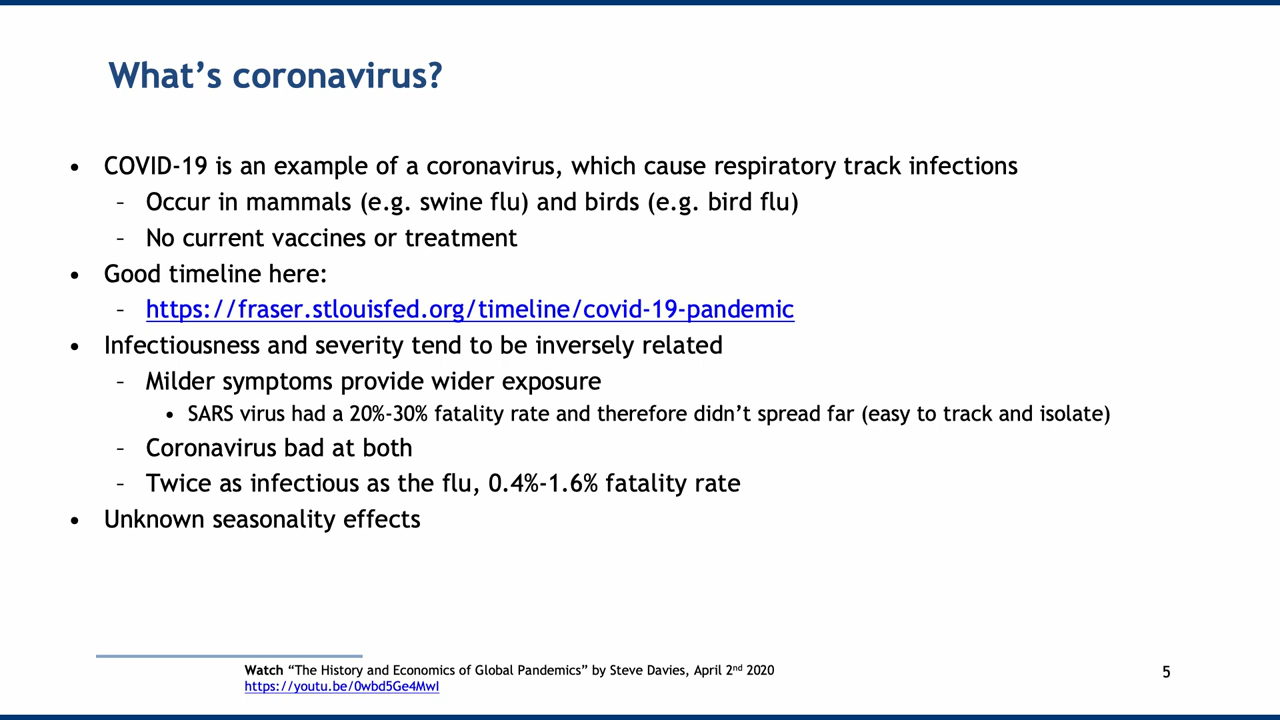 What’s coronavirus?
• COVID-19 is an example of a coronavirus, which cause respiratory track infections
– Occur in mammals (e.g. swine flu) and birds (e.g. bird flu)
– No current vaccines or treatment
• Good timeline here:
– https://fraser.stlouisfed.org/timeline/covid-19-pandemic
• Infectiousness and severity tend to be inversely related
– Milder symptoms provide wider exposure
• SARS virus had a 20%-30% fatality rate and therefore didn’t spread far (easy to track and isolate)
– Coronavirus bad at both
– Twice as infectious as the flu, 0.4%-1.6% fatality rate
• Unknown seasonality effects
Watch “The History and Economics of Global Pandemics” by Steve Davies, April 2nd 2020
https://youtu.be/0wbd5Ge4MwI
5